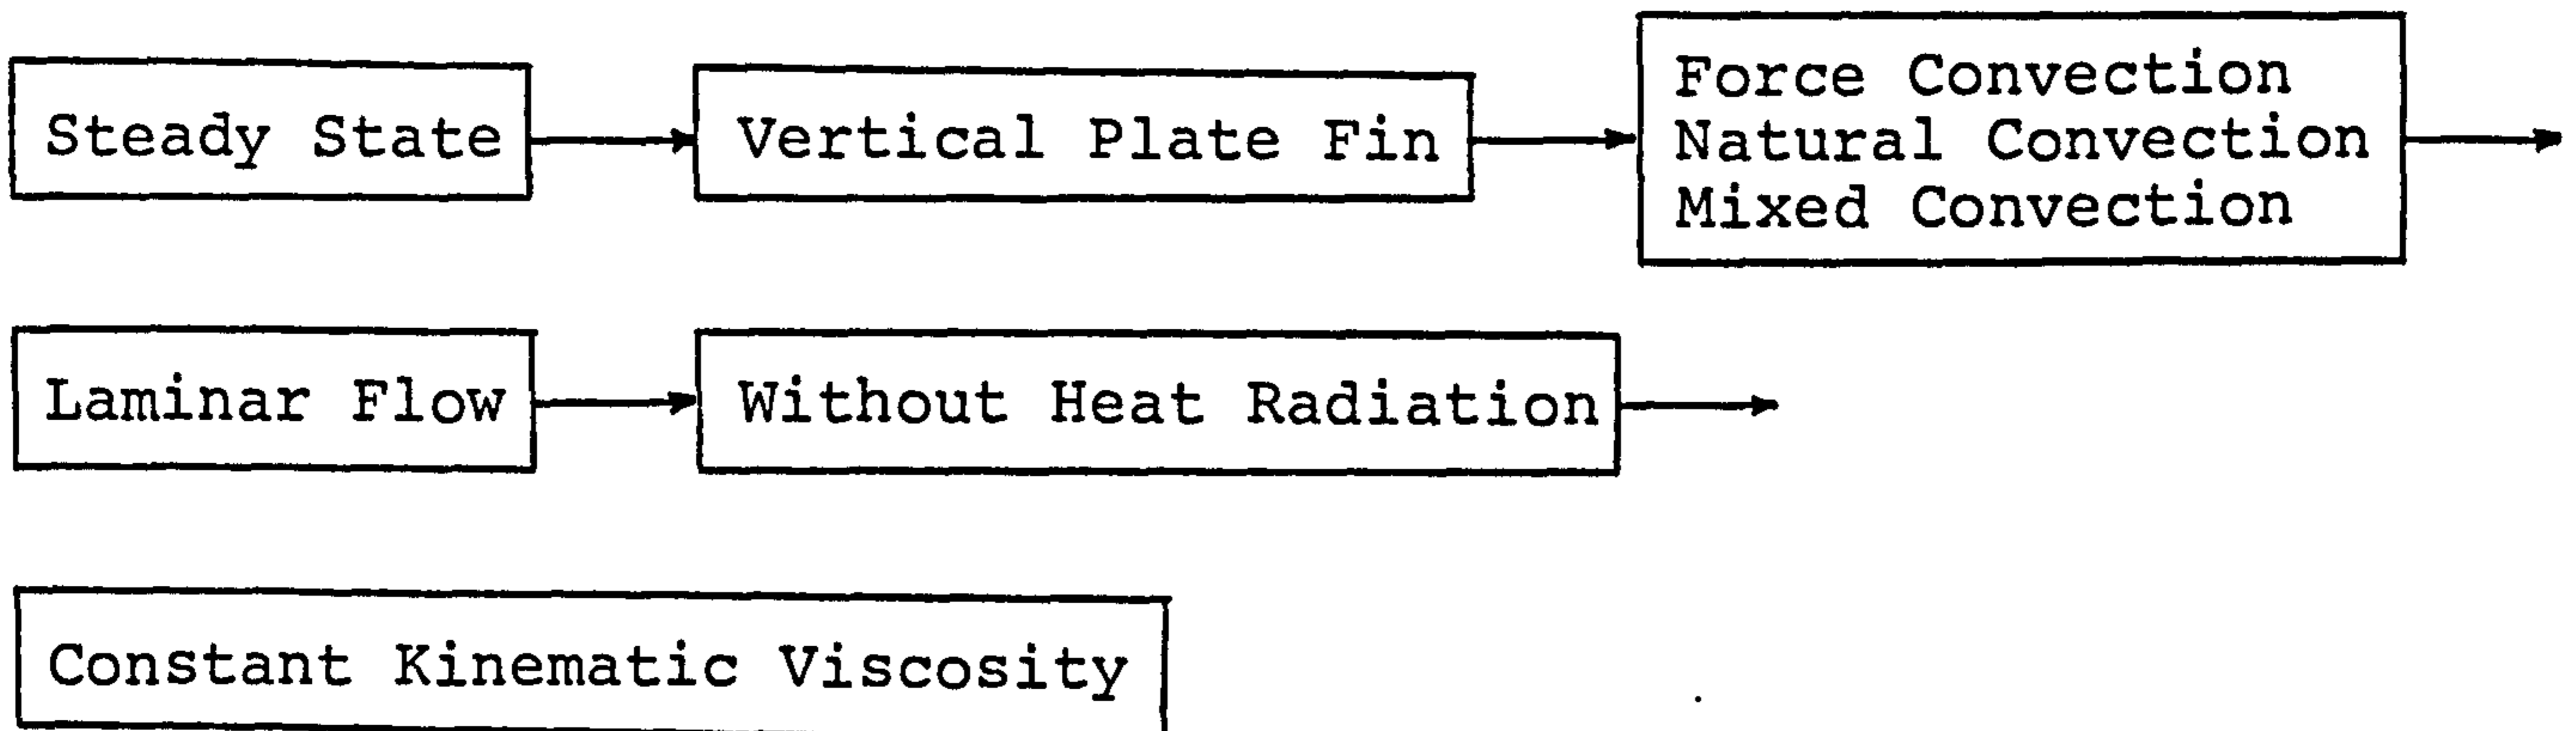 Steady State
Vertical Plate Fin
Force Convection
Natural Convection
Mixed Convection
Laminar Flow
Without Heat Radiation
Constant Kinematic Viscosity